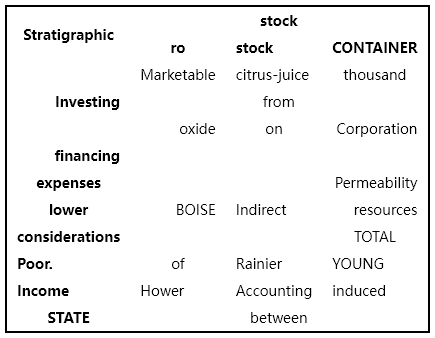 Stratigraphic stock
ro stock CONTAINER
Marketable citrus-juice thousand
Investing from
oxide on Corporation
financing
expenses Permeability
lower BOISE Indirect resources
considerations TOTAL
Poor. of Rainier YOUNG
Income Hower Accounting induced
STATE between